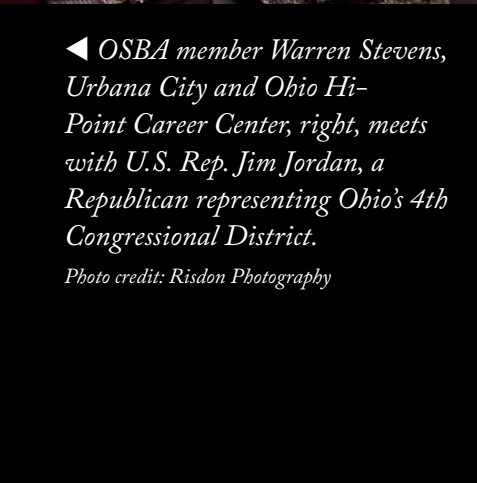 ◀ OSBA member Warren Stevens,
Urbana City and Ohio Hi-
Point Career Center, right, meets
with U.S. Rep. Jim Jordan, a
Republican representing Ohio’s 4th
Congressional District.
Photo credit: Risdon Photography